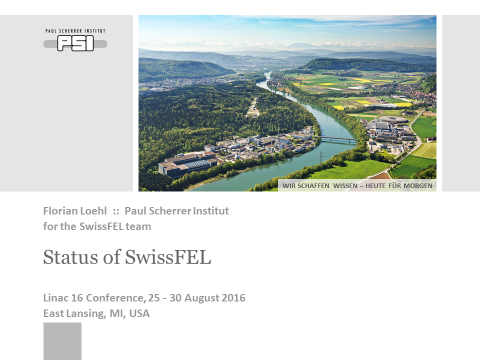 PAUL SCHERRER INSTITUT
PSI
WIR SCHAFFEN WISSEN – HEUTE FÜR MORGEN
Florian Loehl :: Paul Scherrer Institut
for the SwissFEL team
Status of SwissFEL
Linac 16 Conference, 25 - 30 August 2016
East Lansing, MI, USA